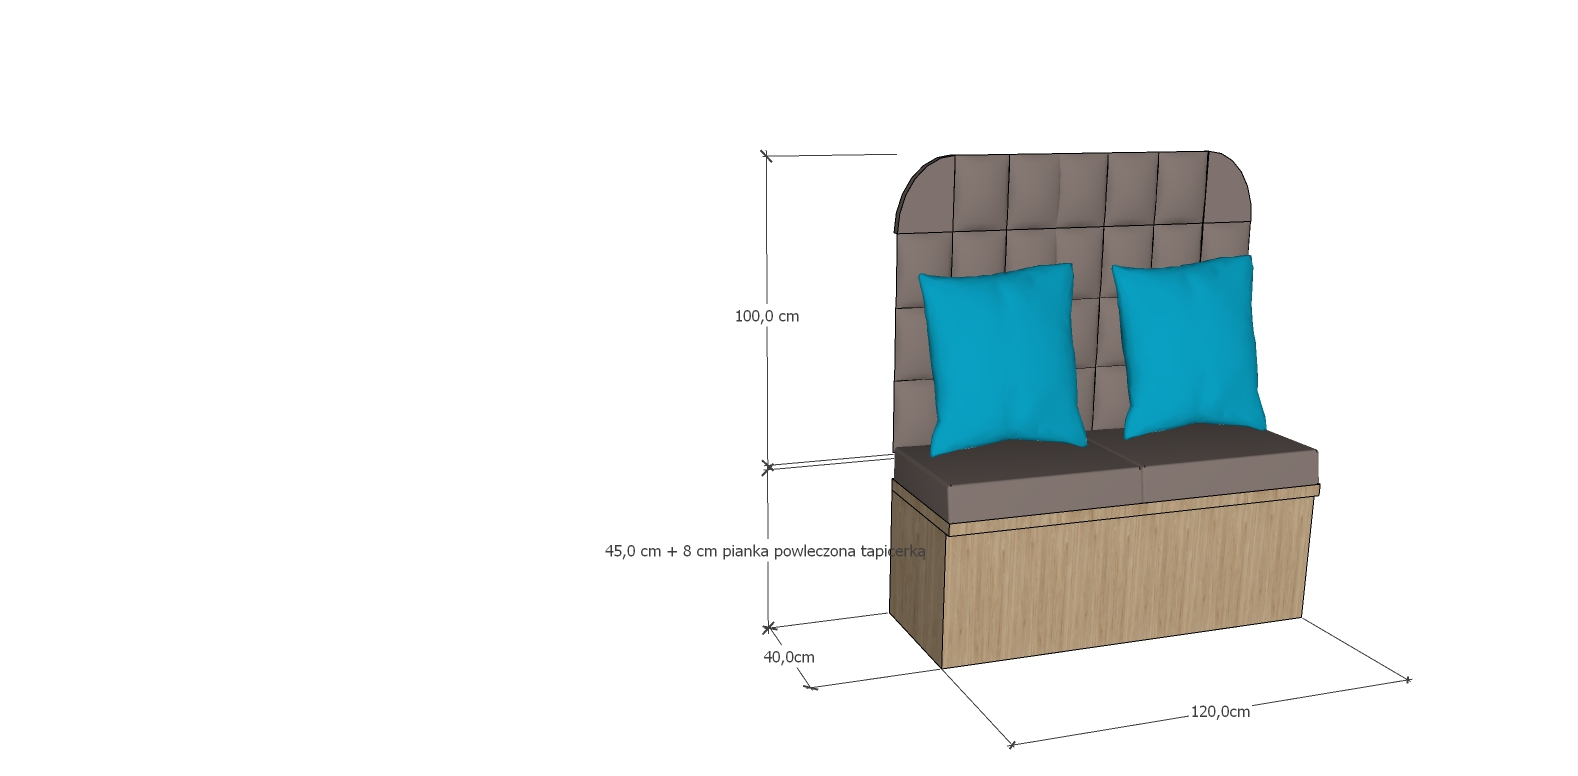 100,0 cm
45,0 cm + 8 cm pianka powleczona tapicerką
40,0cm
120,0cm